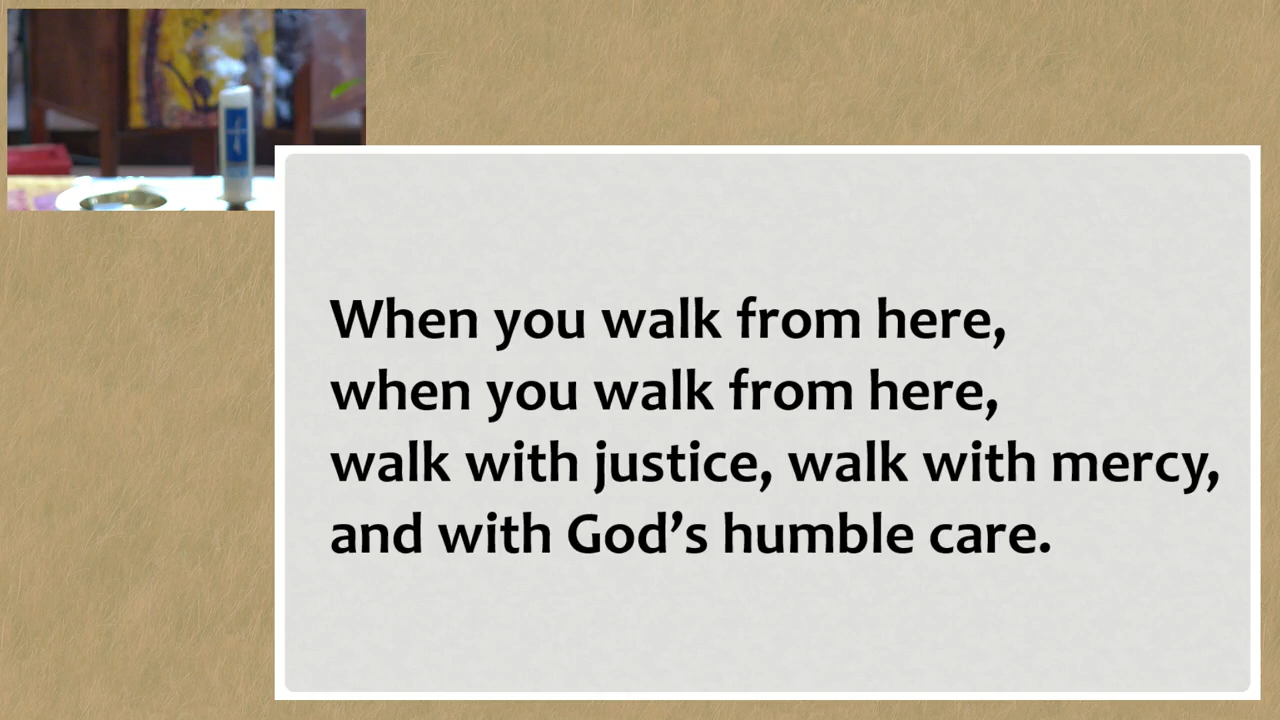 When you walk from here,
when you walk from here,
walk with justice, walk with mercy,
and with God’s humble care.